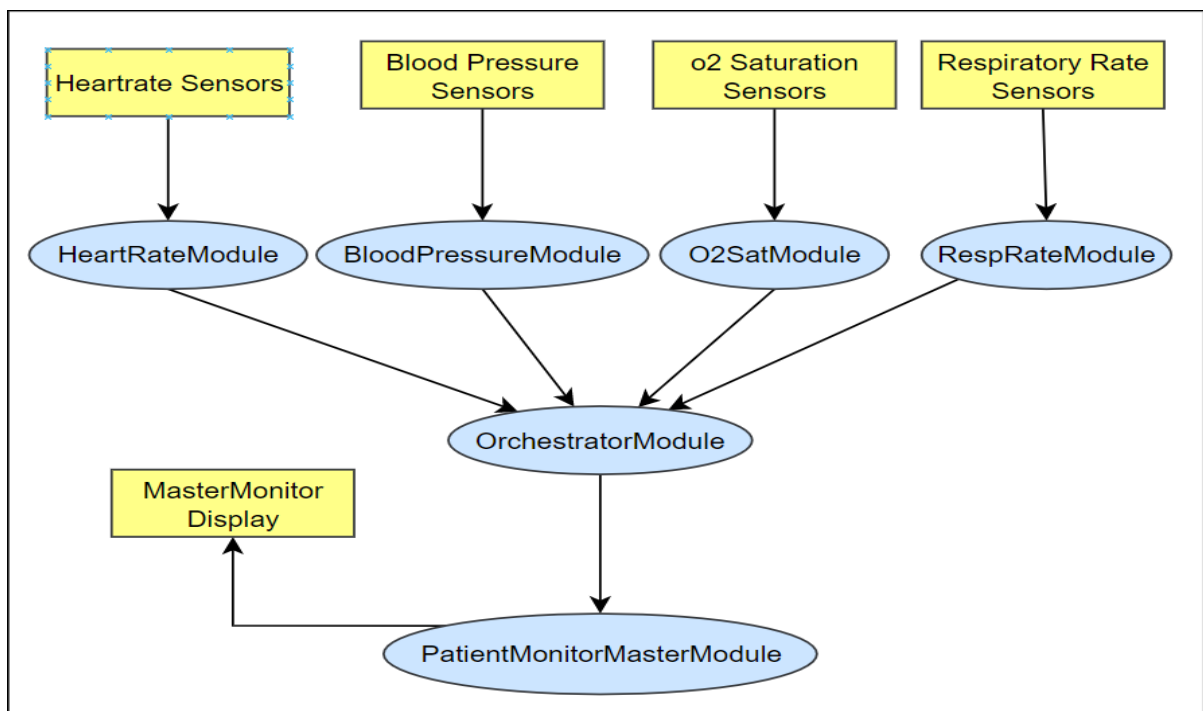 Heartrate Sensors
Blood Pressure
Sensors
o2 Saturation
Sensors
Respiratory Rate
Sensors
HeartRateModule
BloodPressureModule
O2SatModule
RespRateModule
OrchestratorModule
MasterMonitor
Display
PatientMonitorMasterModule